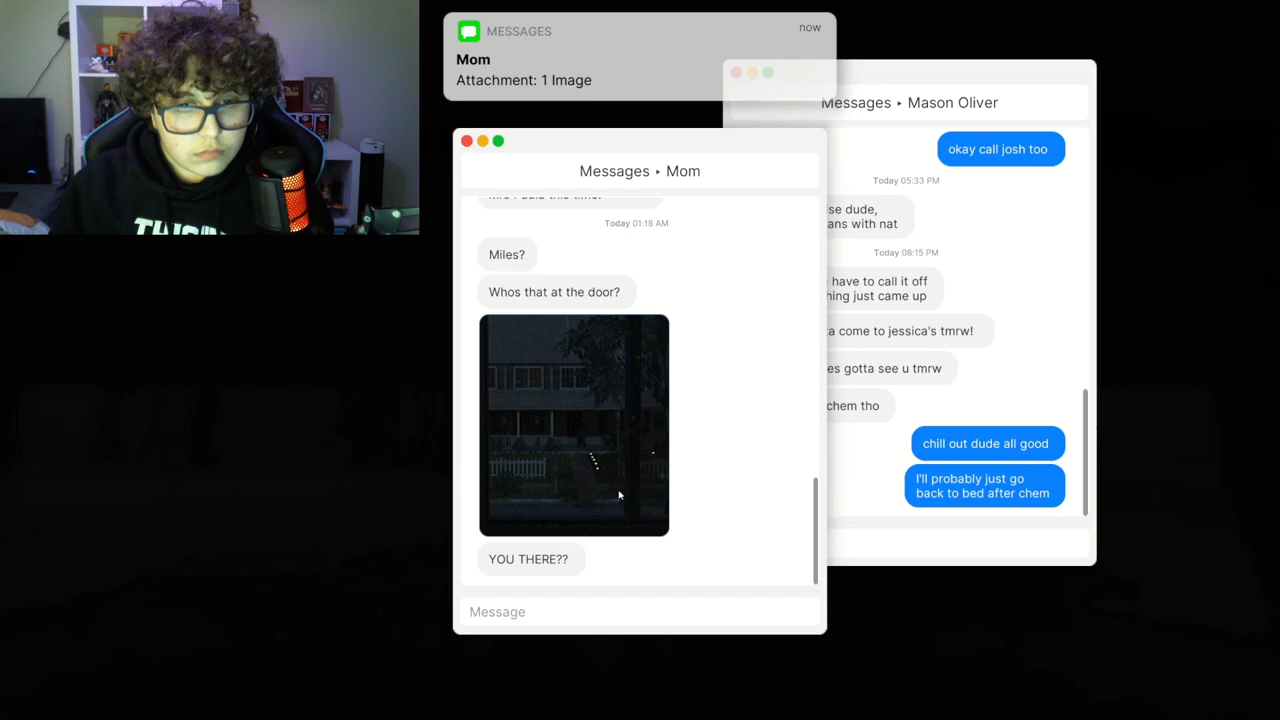 MESSAGES
now
Mom
Attachment: 1 Image
Messages ‣ Mason Oliver
okay call josh too
Today 05:33 PM
ise dude,
ans with nat
Today 08:15 PM
have to call it off
hing just came up
ta come to jessica's tmrw!
es gotta see u tmrw
chem tho
chill out dude all good
I'll probably just go
back to bed after chem
Messages ‣ Mom
Today 01:18 AM
Miles?
Whos that at the door?
YOU THERE??
Message